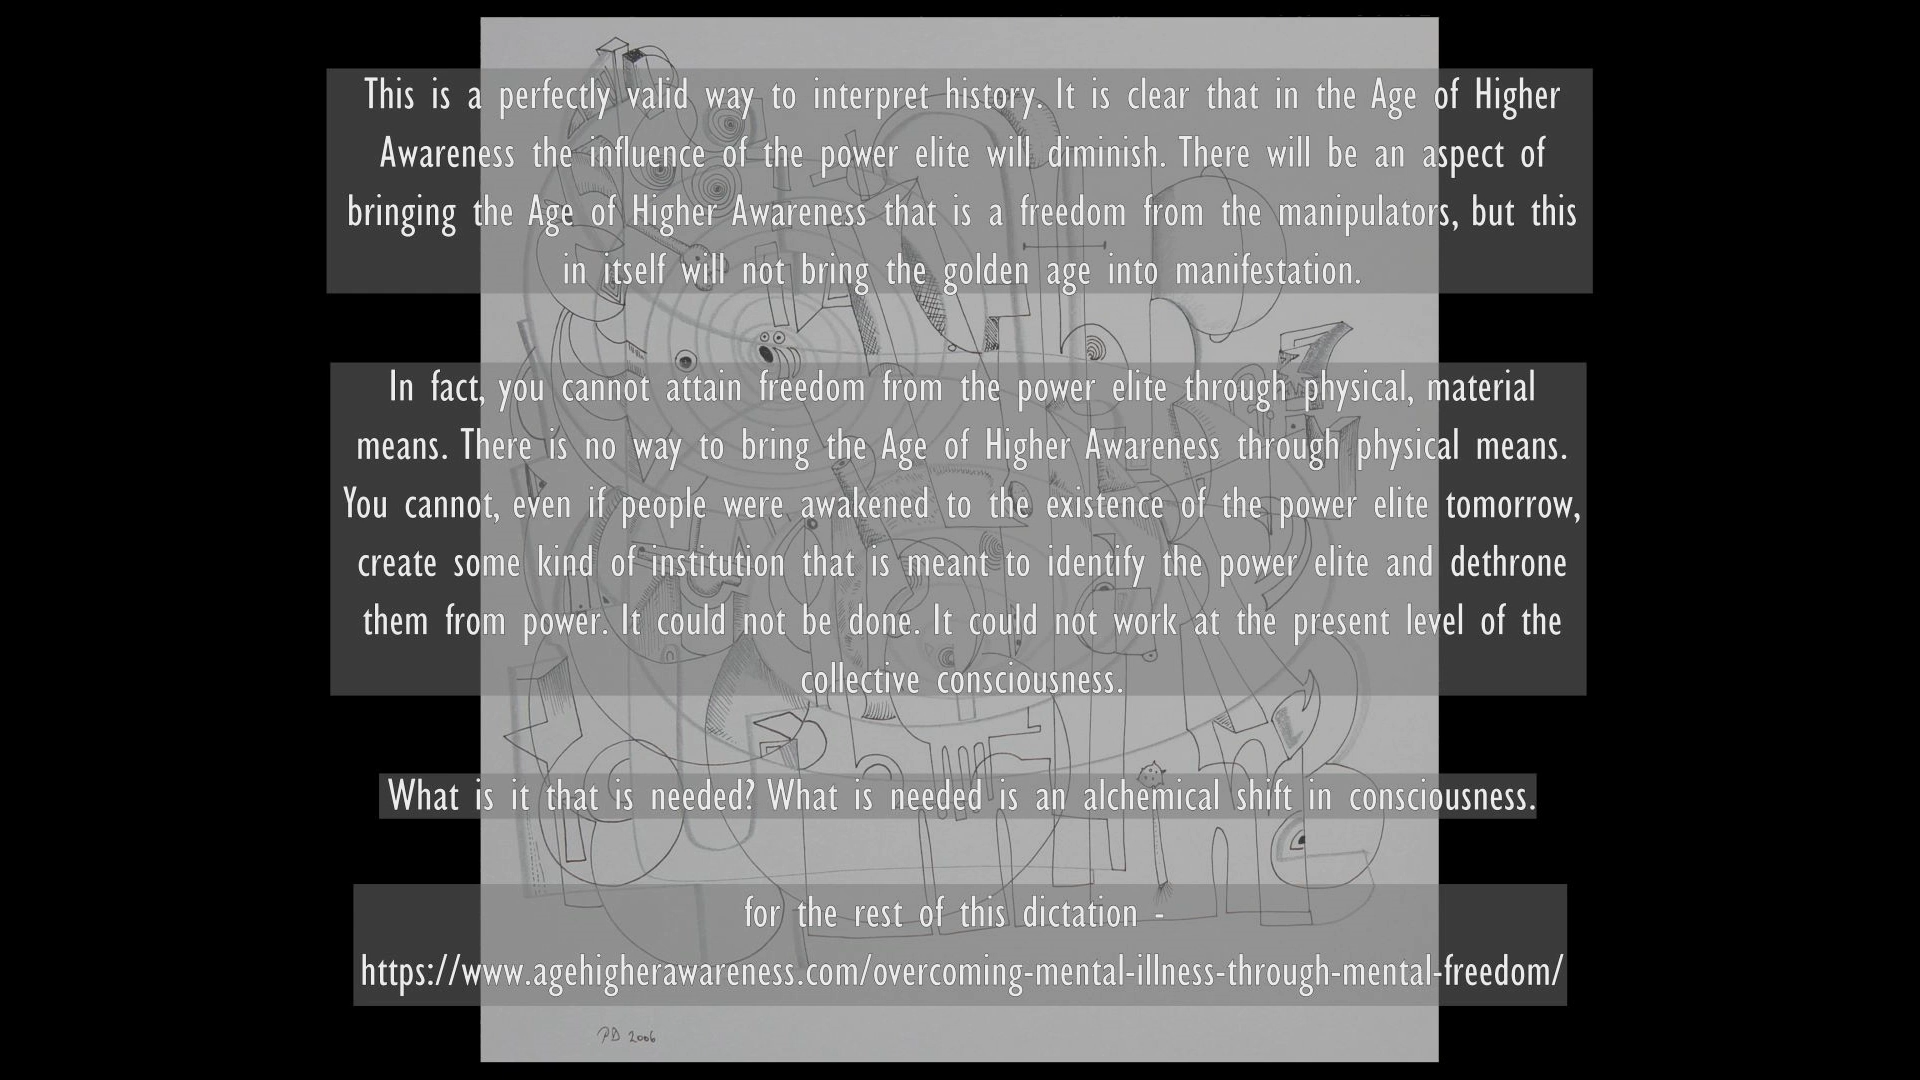 This is a perfectly valid way to interpret history. It is clear that in the Age of Higher
Awareness the influence of the power elite will diminish. There will be an aspect of
bringing the Age of Higher Awareness that is a freedom from the manipulators, but this
in itself will not bring the golden age into manifestation.
In fact, you cannot attain freedom from the power elite through physical, material
means. There is no way to bring the Age of Higher Awareness through physical means.
You cannot, even if people were awakened to the existence of the power elite tomorrow,
create some kind of institution that is meant to identify the power elite and dethrone
them from power. It could not be done. It could not work at the present level of the
collective consciousness.
What is it that is needed? What is needed is an alchemical shift in consciousness.
for the rest of this dictation -
https://www.agehigherawareness.com/overcoming-mental-illness-through-mental-freedom/
PD 2006